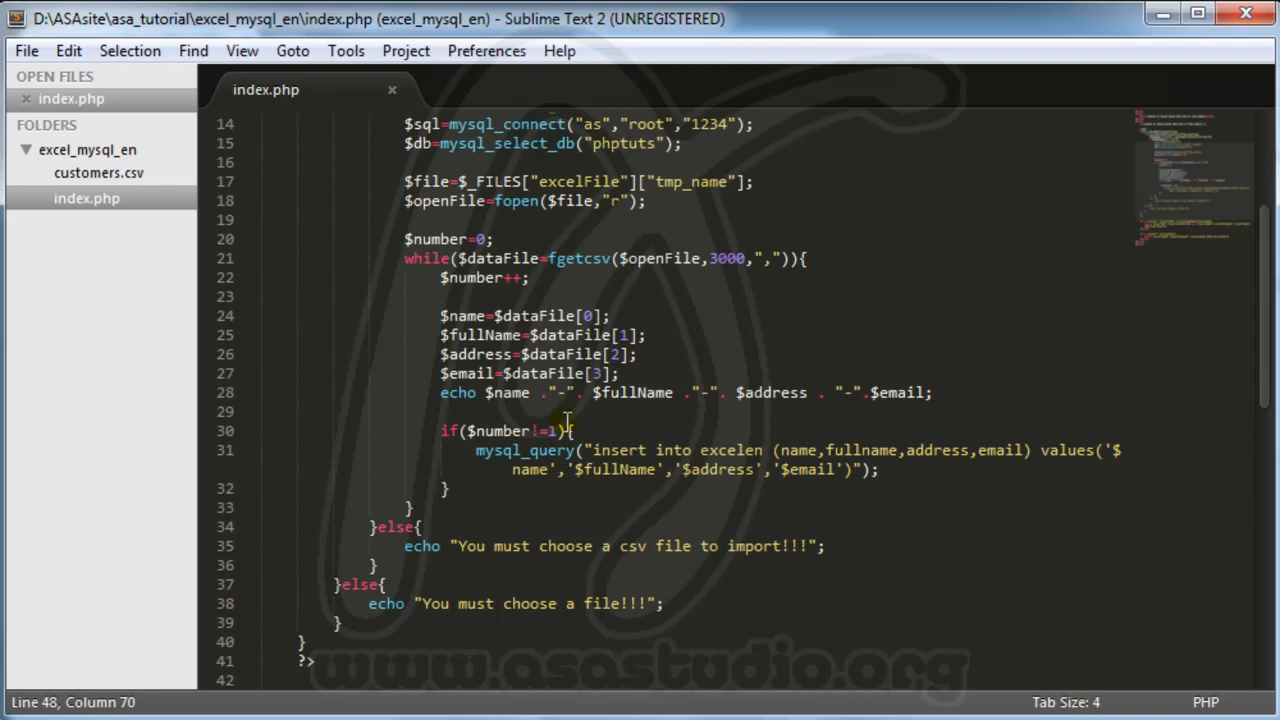 D:\ASAsite\asa_tutorial\excel_mysql_en\index.php (excel_mysql_en) - Sublime Text 2 (UNREGISTERED)
File Edit Selection Find View Goto Tools Project Preferences Help
OPEN FILES
index.php
FOLDERS
excel_mysql_en
customers.csv
index.php
index.php
14 $sql=mysql_connect("as","root","1234");
15 $db=mysql_select_db("phptuts");
16
17 $file=$_FILES["excelFile"]["tmp_name"];
18 $openFile=fopen($file,"r");
19
20 $number=0;
21 while($dataFile=fgetcsv($openFile,3000,",")){
22 $number++;
23
24 $name=$dataFile[0];
25 $fullName=$dataFile[1];
26 $address=$dataFile[2];
27 $email=$dataFile[3];
28 echo $name ."-". $fullName ."-". $address . "-".$email;
29
30 if($number!=1){
31 mysql_query("insert into excelen (name,fullname,address,email) values('$
name','$fullName','$address','$email')");
32 }
33 }
34 }else{
35 echo "You must choose a csv file to import!!!";
36 }
37 }else{
38 echo "You must choose a file!!!";
39 }
40 }
41 ?>
42
www.asastudio.org
Line 48, Column 70 Tab Size: 4 PHP